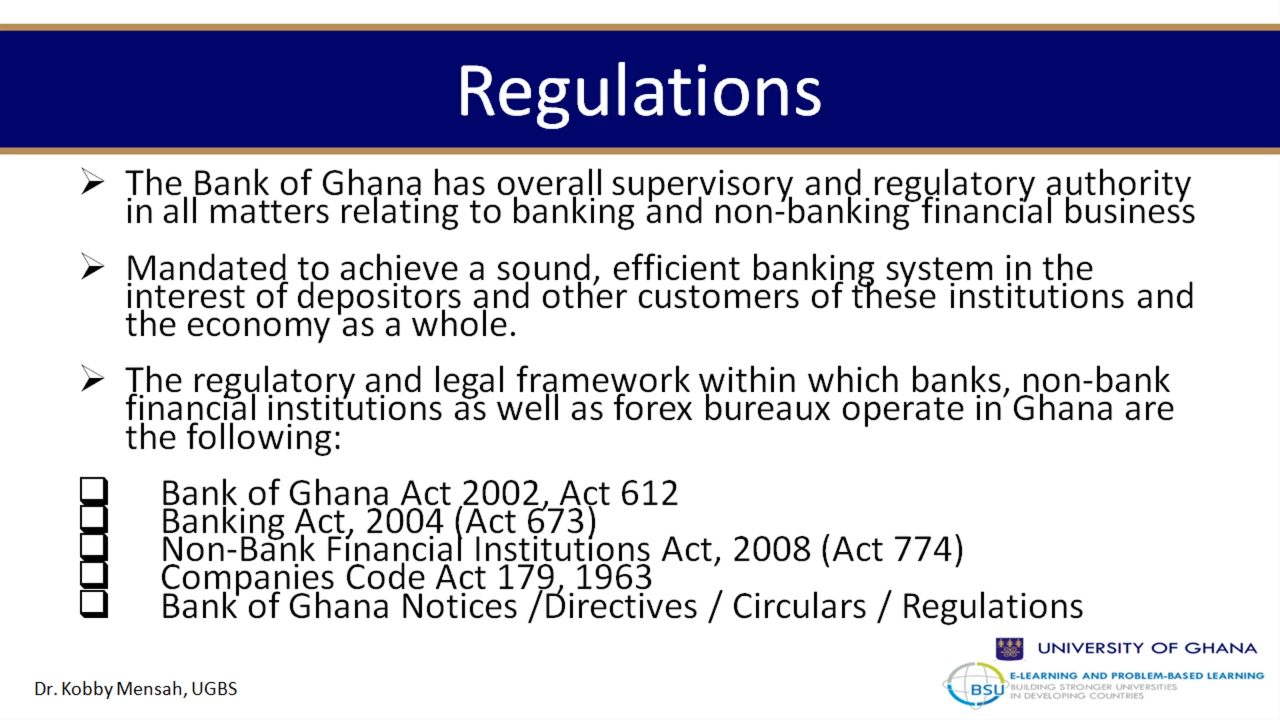 Regulations
The Bank of Ghana has overall supervisory and regulatory authority
in all matters relating to banking and non-banking financial business
Mandated to achieve a sound, efficient banking system in the
interest of depositors and other customers of these institutions and
the economy as a whole.
The regulatory and legal framework within which banks, non-bank
financial institutions as well as forex bureaux operate in Ghana are
the following:
Bank of Ghana Act 2002, Act 612
Banking Act, 2004 (Act 673)
Non-Bank Financial Institutions Act, 2008 (Act 774)
Companies Code Act 179, 1963
Bank of Ghana Notices /Directives / Circulars / Regulations
UNIVERSITY OF GHANA
BSU
E-LEARNING AND PROBLEM-BASED LEARNING
BUILDING STRONGER UNIVERSITIES
IN DEVELOPING COUNTRIES
Dr. Kobby Mensah, UGBS